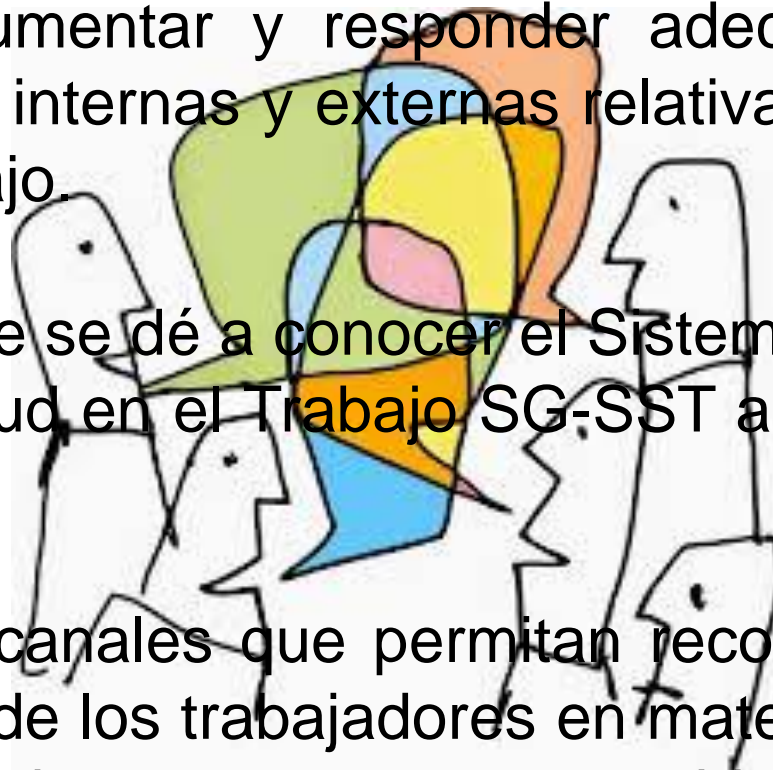 umentar y responder adec
internas y externas relativa
ajo.
e se dé a conocer el Sistem
ud en el Trabajo SG-SST a
canales que permitan reco
de los trabajadores en mate